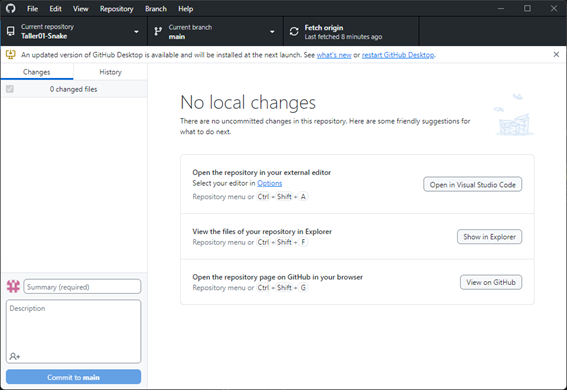 File Edit View Repository Branch Help
Current repository
Taller01-Snake
Current branch
main
Fetch origin
Last fetched 8 minutes ago
An updated version of GitHub Desktop is available and will be installed at the next launch. See what's new or restart GitHub Desktop.
Changes
History
0 changed files
No local changes
There are no uncommitted changes in this repository. Here are some friendly suggestions for
what to do next.
Open the repository in your external editor
Select your editor in Options
Repository menu or Ctrl + Shift + A
Open in Visual Studio Code
View the files of your repository in Explorer
Repository menu or Ctrl + Shift + F
Show in Explorer
Open the repository page on GitHub in your browser
Repository menu or Ctrl + Shift + G
View on GitHub
Summary (required)
Description
Commit to main